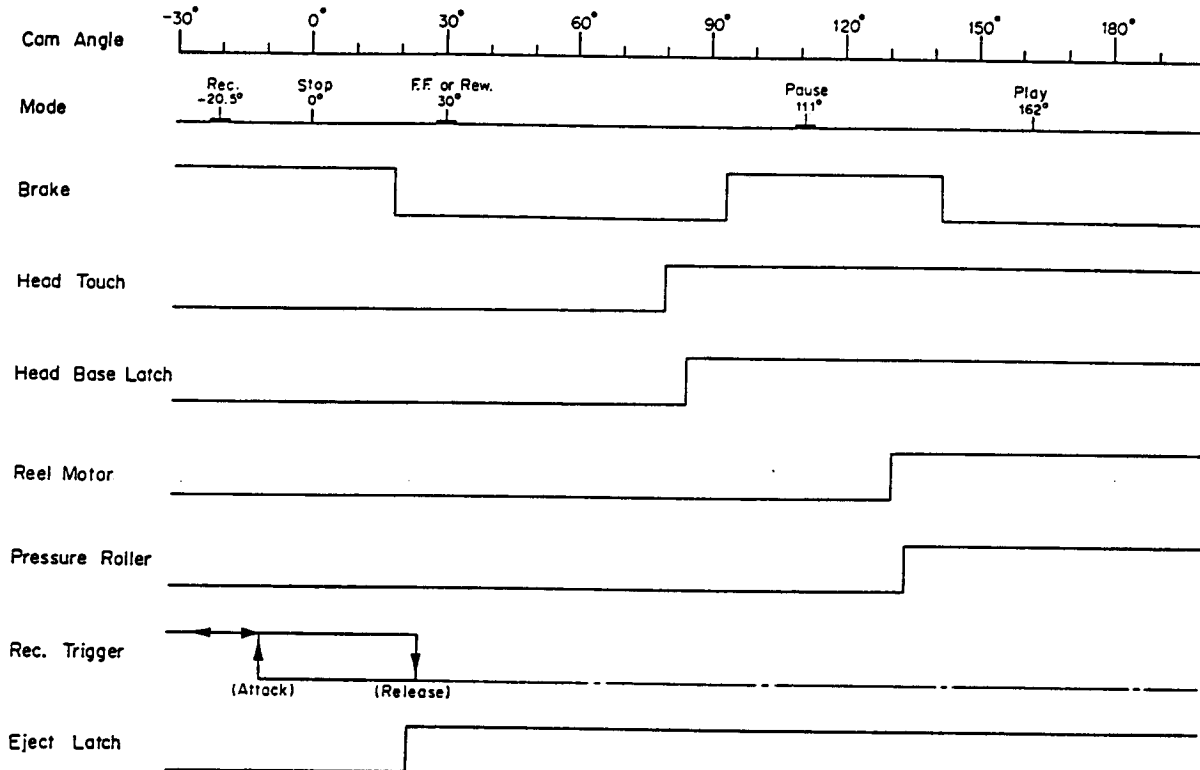 Cam Angle
-30° 0° 30° 60° 90° 120° 150° 180°
Mode
Rec. Stop F.F. or Rew. Pause Play
-20.5° 0° 30° 111° 162°
Brake
Head Touch
Head Base Latch
Reel Motor
Pressure Roller
Rec. Trigger
(Attack) (Release)
Eject Latch